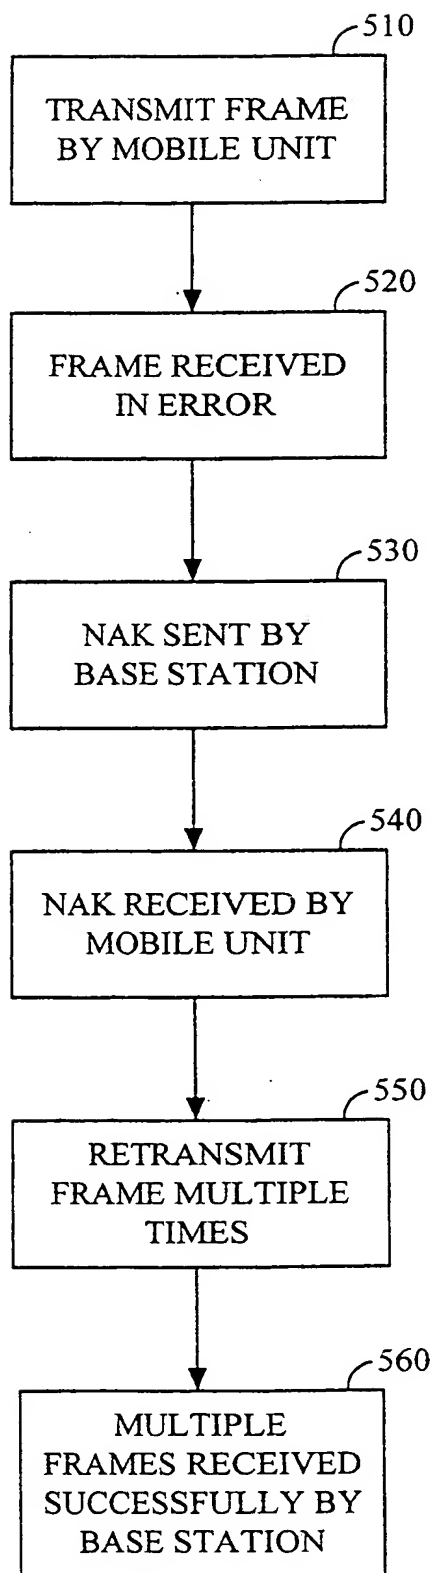 510
TRANSMIT FRAME
BY MOBILE UNIT
520
FRAME RECEIVED
IN ERROR
530
NAK SENT BY
BASE STATION
540
NAK RECEIVED BY
MOBILE UNIT
550
RETRANSMIT
FRAME MULTIPLE
TIMES
560
MULTIPLE
FRAMES RECEIVED
SUCCESSFULLY BY
BASE STATION